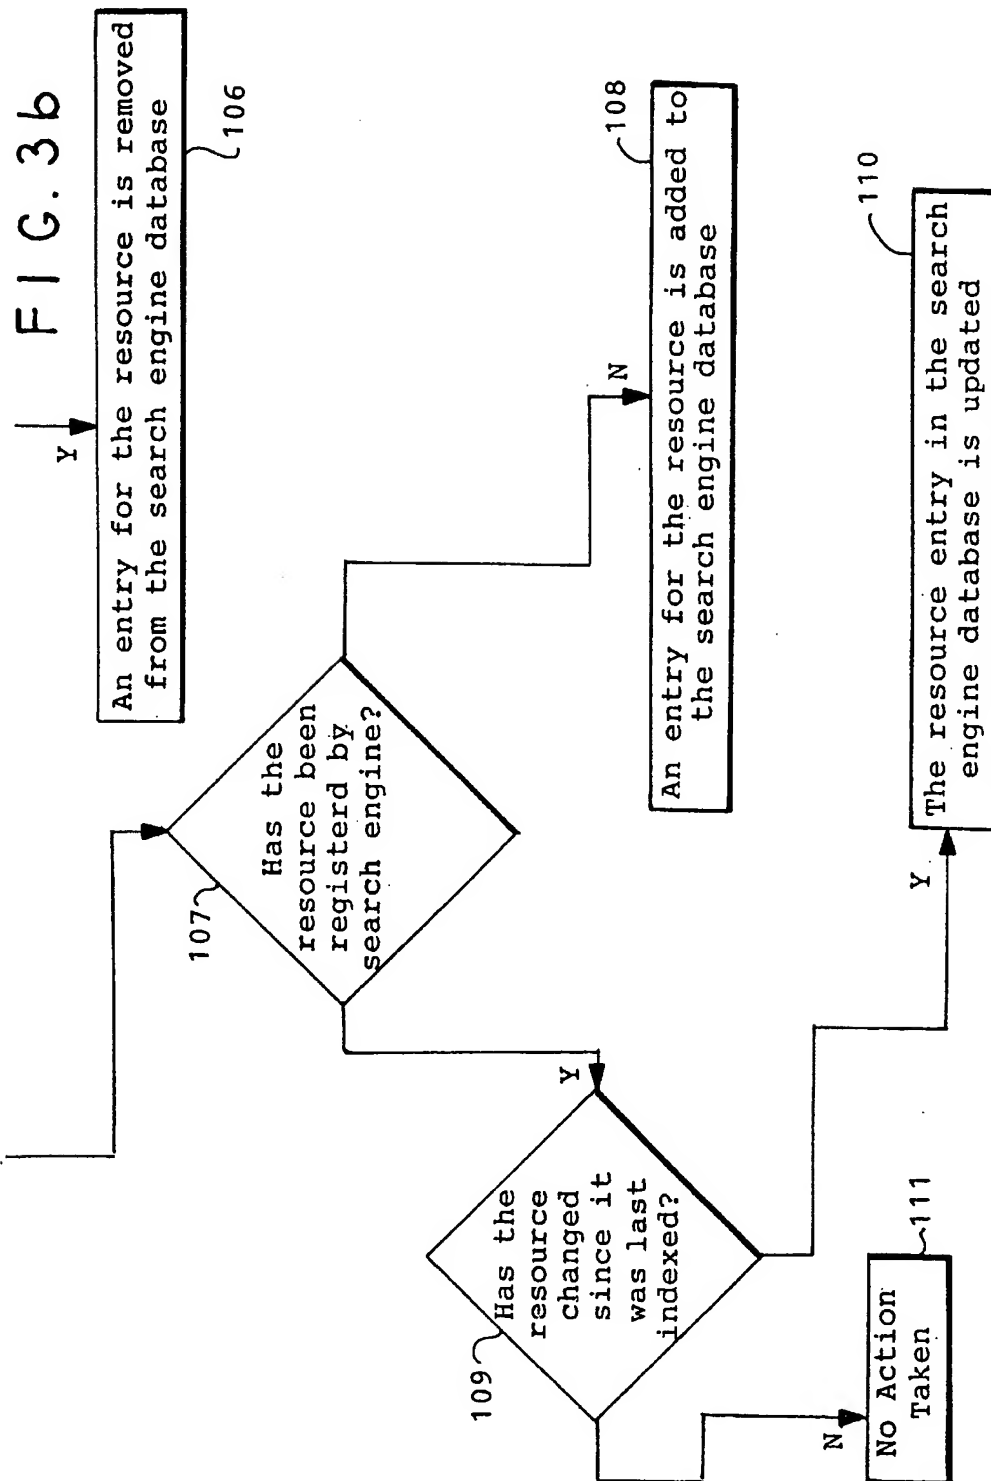 FIG. 3b
Y
An entry for the resource is removed
from the search engine database
106
107
Has the
resource been
registerd by
search engine?
N
108
An entry for the resource is added to
the search engine database
Y
109
Has the
resource
changed
since it
was last
indexed?
Y
110
The resource entry in the search
engine database is updated
N
111
No Action
Taken